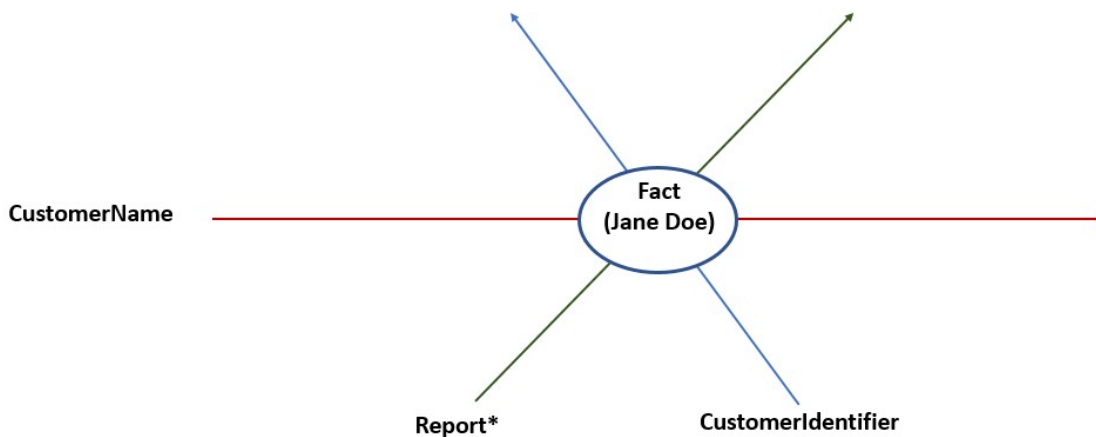 Fact
(Jane Doe)
CustomerName
Report*
CustomerIdentifier